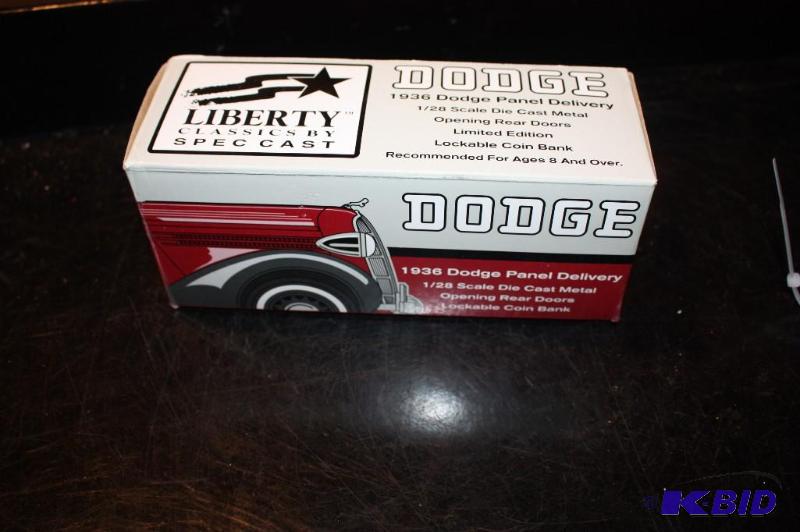 LIBERTY™
CLASSICS BY
SPEC CAST
DODGE
1936 Dodge Panel Delivery
1/28 Scale Die Cast Metal
Opening Rear Doors
Limited Edition
Lockable Coin Bank
Recommended For Ages 8 And Over.
DODGE
1936 Dodge Panel Delivery
1/28 Scale Die Cast Metal
Opening Rear Doors
Lockable Coin Bank
K-BID